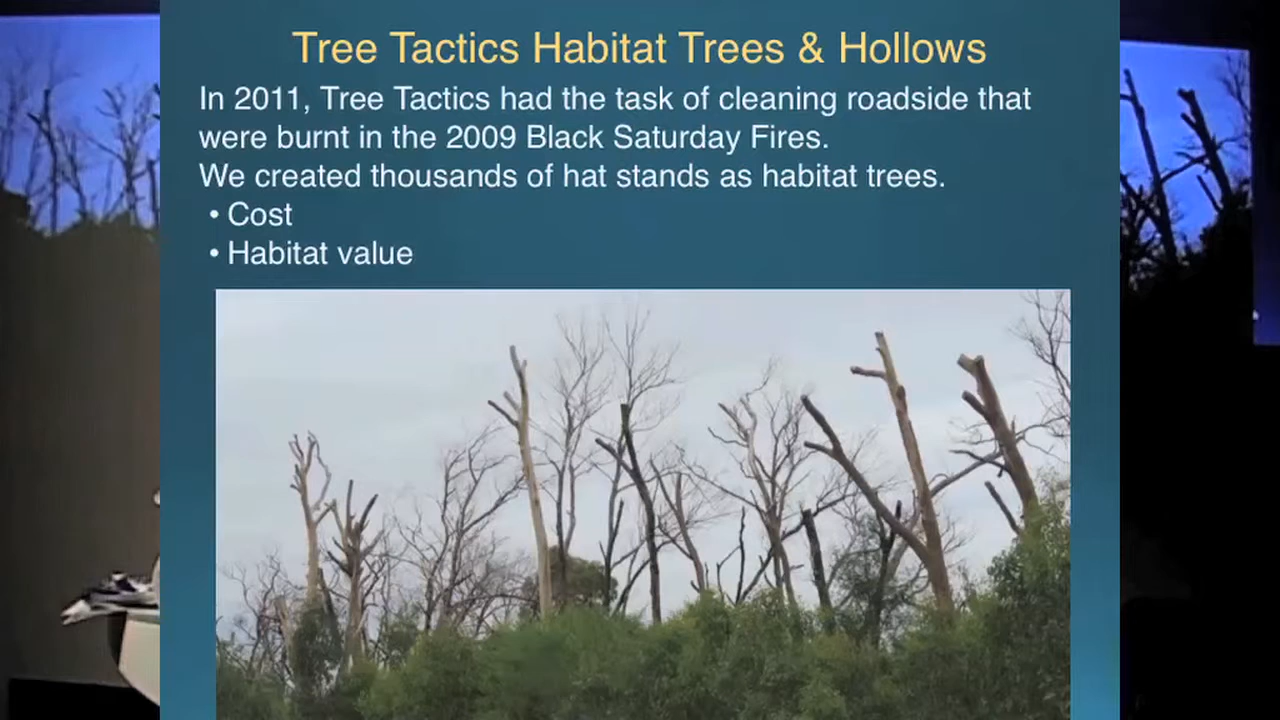 Tree Tactics Habitat Trees & Hollows
In 2011, Tree Tactics had the task of cleaning roadside that
were burnt in the 2009 Black Saturday Fires.
We created thousands of hat stands as habitat trees.
• Cost
• Habitat value